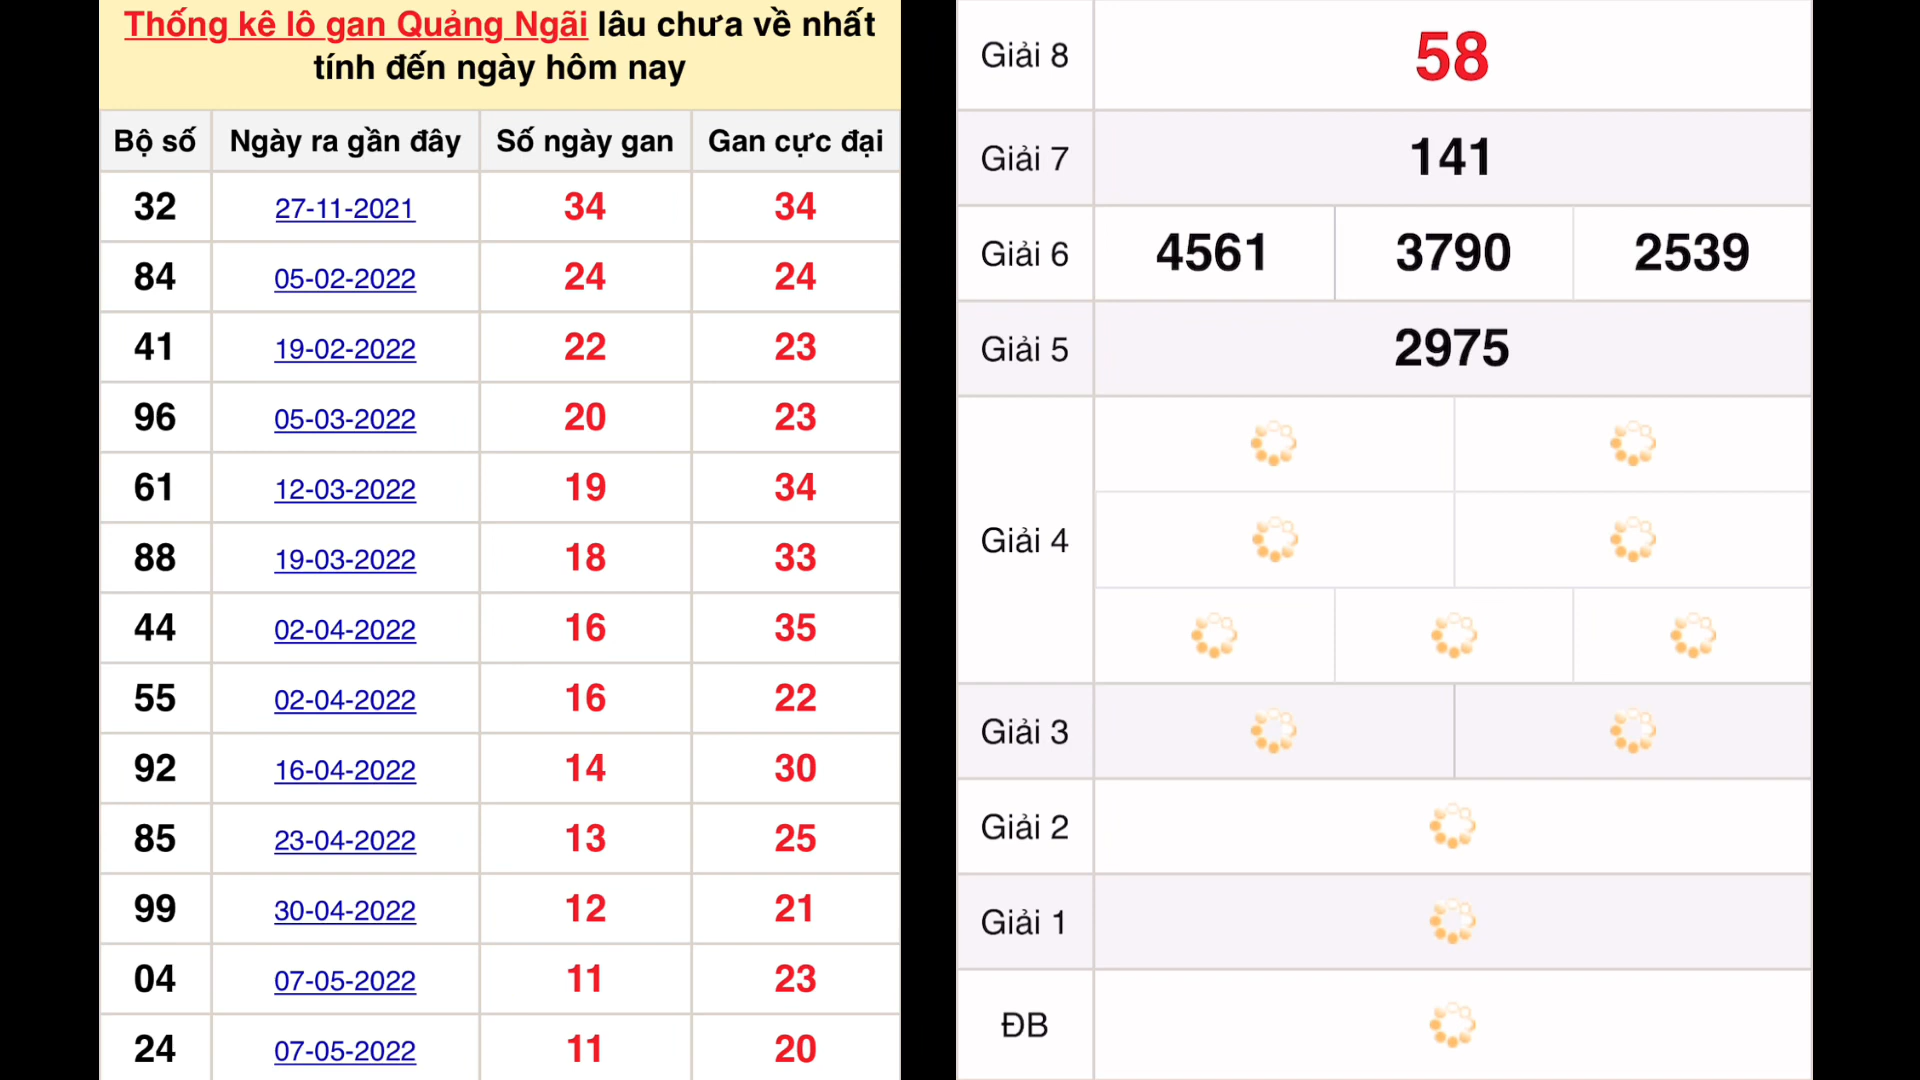 Thống kê lô gan Quảng Ngãi lâu chưa về nhất
tính đến ngày hôm nay
Bộ số Ngày ra gần đây Số ngày gan Gan cực đại
32 27-11-2021 34 34
84 05-02-2022 24 24
41 19-02-2022 22 23
96 05-03-2022 20 23
61 12-03-2022 19 34
88 19-03-2022 18 33
44 02-04-2022 16 35
55 02-04-2022 16 22
92 16-04-2022 14 30
85 23-04-2022 13 25
99 30-04-2022 12 21
04 07-05-2022 11 23
24 07-05-2022 11 20
Giải 8 58
Giải 7 141
Giải 6 4561 3790 2539
Giải 5 2975
Giải 4
Giải 3
Giải 2
Giải 1
ĐB